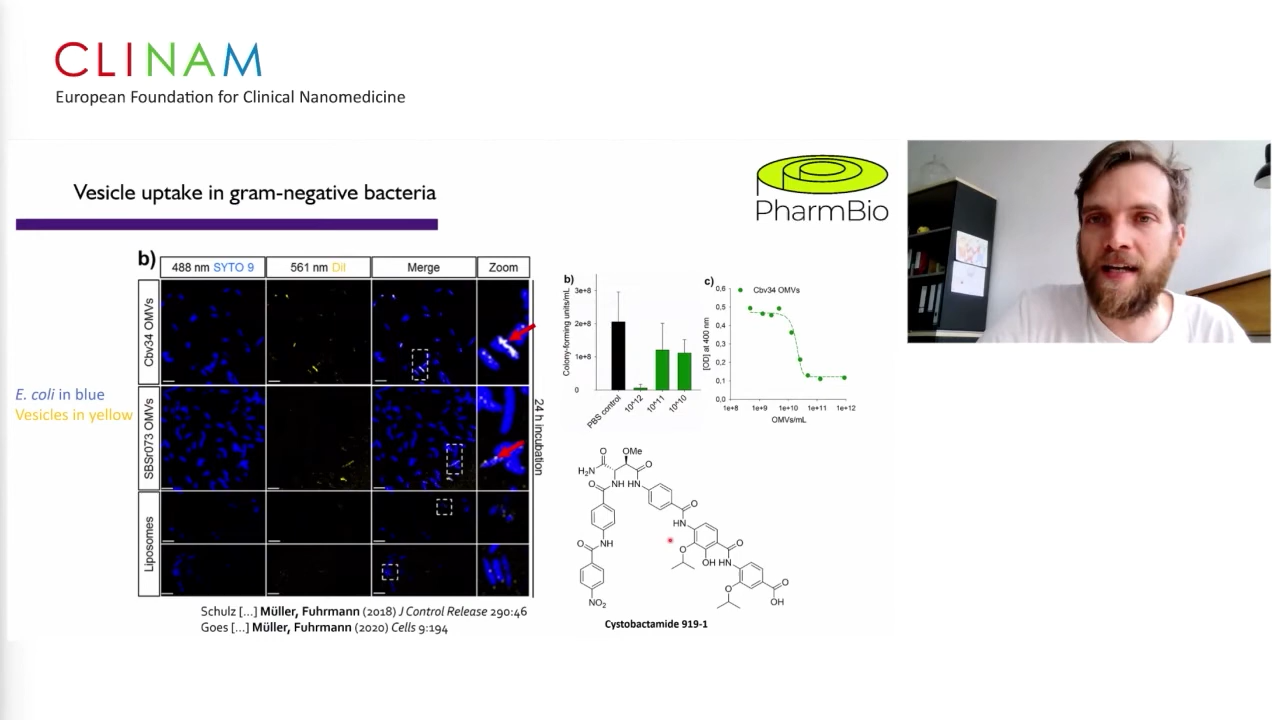 CLINAM
European Foundation for Clinical Nanomedicine
Vesicle uptake in gram-negative bacteria
PharmBio
b)
488 nm SYTO 9
561 nm DiI
Merge
Zoom
Cbv34 OMVs
SBSr073 OMVs
Liposomes
24 h incubation
E. coli in blue
Vesicles in yellow
Schulz [...] Müller, Fuhrmann (2018) J Control Release 290:46
Goes [...] Müller, Fuhrmann (2020) Cells 9:194
b)
Colony-forming units/mL
3e+8
2e+8
1e+8
0
PBS control
10^12
10^11
10^10
c)
Cbv34 OMVs
[OD] at 400 nm
0,6
0,5
0,4
0,3
0,2
0,1
0,0
1e+8 1e+9 1e+10 1e+11 1e+12
OMVs/mL
O
OMe
H₂N
O
O
NH HN
O
O
NH
NO₂
O
HN
O
OH
O
HN
O
O
OH
Cystobactamide 919-1